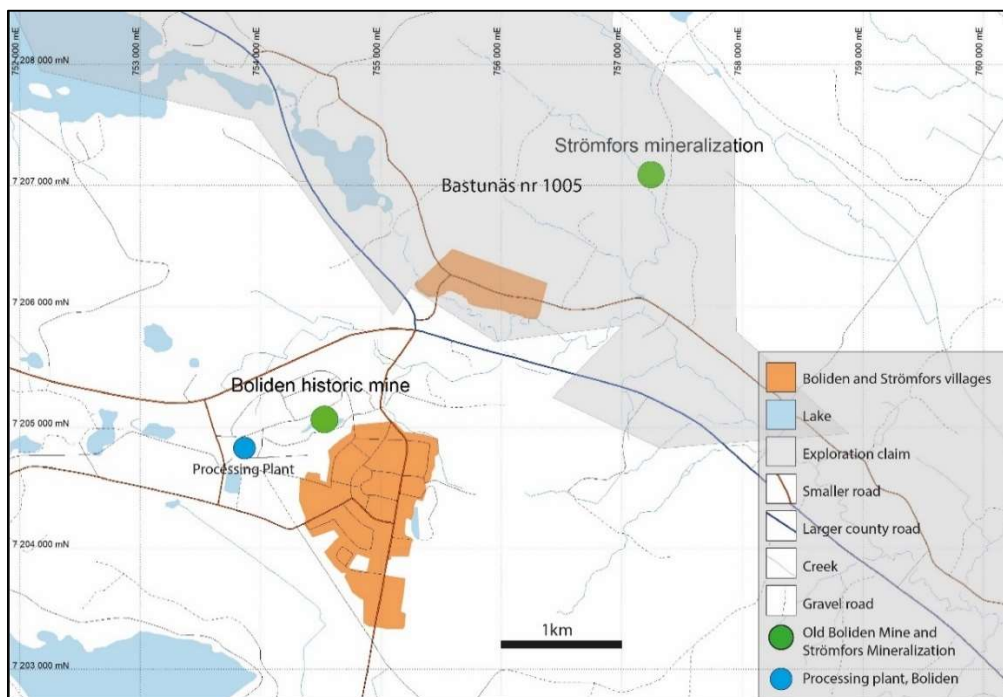 752 000 mE
753 000 mE
754 000 mE
755 000 mE
756 000 mE
757 000 mE
758 000 mE
759 000 mE
760 000 mE
7 208 000 mN
Strömfors mineralization
7 207 000 mN
Bastunäs nr 1005
7 206 000 mN
Boliden historic mine
7 205 000 mN
Processing Plant
7 204 000 mN
1km
7 203 000 mN
Boliden and Strömfors villages
Lake
Exploration claim
Smaller road
Larger county road
Creek
Gravel road
Old Boliden Mine and
Strömfors Mineralization
Processing plant, Boliden